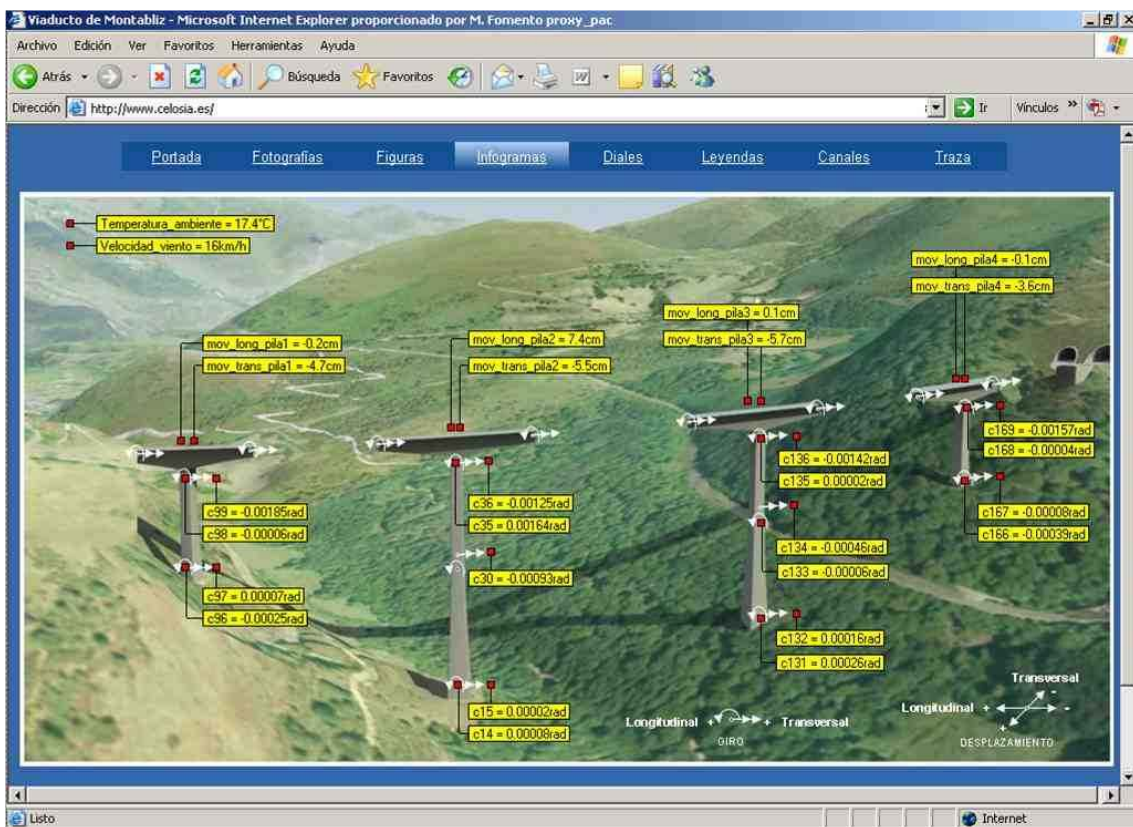 Viaducto de Montabliz - Microsoft Internet Explorer proporcionado por M. Fomento proxy_pac
Archivo Edición Ver Favoritos Herramientas Ayuda
Atrás Búsqueda Favoritos
Dirección http://www.celosia.es/ Ir Vínculos »
Portada Fotografías Figuras Infogramas Diales Leyendas Canales Traza
Temperatura_ambiente = 17.4°C
Velocidad_viento = 16km/h
mov_long_pila1 = -0.2cm
mov_trans_pila1 = -4.7cm
mov_long_pila2 = 7.4cm
mov_trans_pila2 = -5.5cm
mov_long_pila3 = 0.1cm
mov_trans_pila3 = -5.7cm
mov_long_pila4 = -0.1cm
mov_trans_pila4 = -3.6cm
c99 = -0.00185rad
c98 = -0.00006rad
c97 = 0.00007rad
c96 = -0.00025rad
c36 = -0.00125rad
c35 = 0.00164rad
c30 = -0.00093rad
c15 = 0.00002rad
c14 = 0.00008rad
c136 = -0.00142rad
c135 = 0.00002rad
c134 = -0.00046rad
c133 = -0.00006rad
c132 = 0.00016rad
c131 = 0.00026rad
c169 = -0.00157rad
c168 = -0.00004rad
c167 = -0.00008rad
c166 = -0.00039rad
Longitudinal + + Transversal
GIRO
Transversal
-
Longitudinal + -
+
DESPLAZAMIENTO
Listo Internet